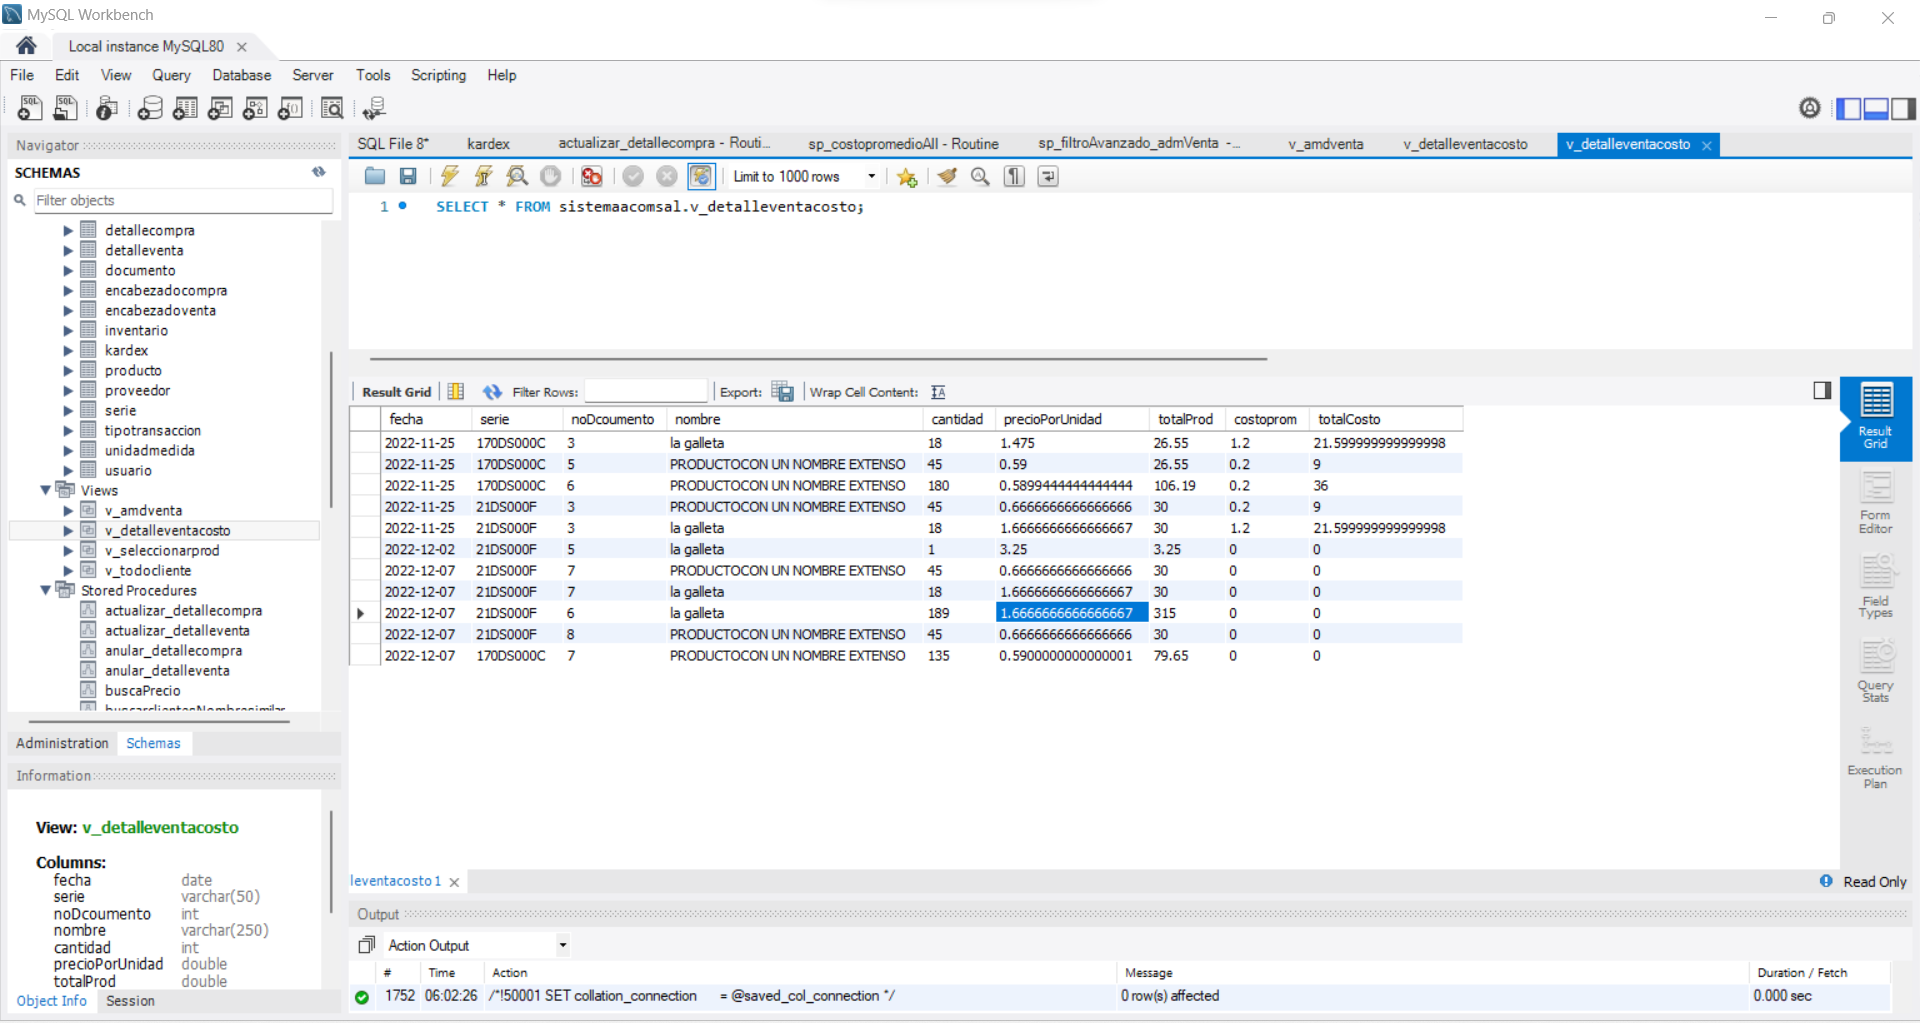 MySQL Workbench
Local instance MySQL80
File Edit View Query Database Server Tools Scripting Help
Navigator
SCHEMAS
Filter objects
detallecompra
detalleventa
documento
encabezadocompra
encabezadoventa
inventario
kardex
producto
proveedor
serie
tipotransaccion
unidadmedida
usuario
Views
v_amdventa
v_detalleventacosto
v_seleccionarprod
v_todocliente
Stored Procedures
actualizar_detallecompra
actualizar_detalleventa
anular_detallecompra
anular_detalleventa
buscaPrecio
buscarclientesNombresimilar
Administration Schemas
Information
View: v_detalleventacosto
Columns:
fecha date
serie varchar(50)
noDcoumento int
nombre varchar(250)
cantidad int
precioPorUnidad double
totalProd double
Object Info Session
SQL File 8* kardex actualizar_detallecompra - Routi... sp_costopromedioAll - Routine sp_filtroAvanzado_admVenta -... v_amdventa v_detalleventacosto v_detalleventacosto
Limit to 1000 rows
1 SELECT * FROM sistemaacomsal.v_detalleventacosto;
Result Grid Filter Rows: Export: Wrap Cell Content:
fecha serie noDcoumento nombre cantidad precioPorUnidad totalProd costoprom totalCosto
2022-11-25 170DS000C 3 la galleta 18 1.475 26.55 1.2 21.599999999999998
2022-11-25 170DS000C 5 PRODUCTOCON UN NOMBRE EXTENSO 45 0.59 26.55 0.2 9
2022-11-25 170DS000C 6 PRODUCTOCON UN NOMBRE EXTENSO 180 0.5899444444444444 106.19 0.2 36
2022-11-25 21DS000F 3 PRODUCTOCON UN NOMBRE EXTENSO 45 0.6666666666666666 30 0.2 9
2022-11-25 21DS000F 3 la galleta 18 1.6666666666666667 30 1.2 21.599999999999998
2022-12-02 21DS000F 5 la galleta 1 3.25 3.25 0 0
2022-12-07 21DS000F 7 PRODUCTOCON UN NOMBRE EXTENSO 45 0.6666666666666666 30 0 0
2022-12-07 21DS000F 7 la galleta 18 1.6666666666666667 30 0 0
2022-12-07 21DS000F 6 la galleta 189 1.6666666666666667 315 0 0
2022-12-07 21DS000F 8 PRODUCTOCON UN NOMBRE EXTENSO 45 0.6666666666666666 30 0 0
2022-12-07 170DS000C 7 PRODUCTOCON UN NOMBRE EXTENSO 135 0.5900000000000001 79.65 0 0
Result
Grid
Form
Editor
Field
Types
Query
Stats
Execution
Plan
leventacosto 1
Read Only
Output
Action Output
# Time Action Message Duration / Fetch
1752 06:02:26 /*!50001 SET collation_connection = @saved_col_connection */ 0 row(s) affected 0.000 sec